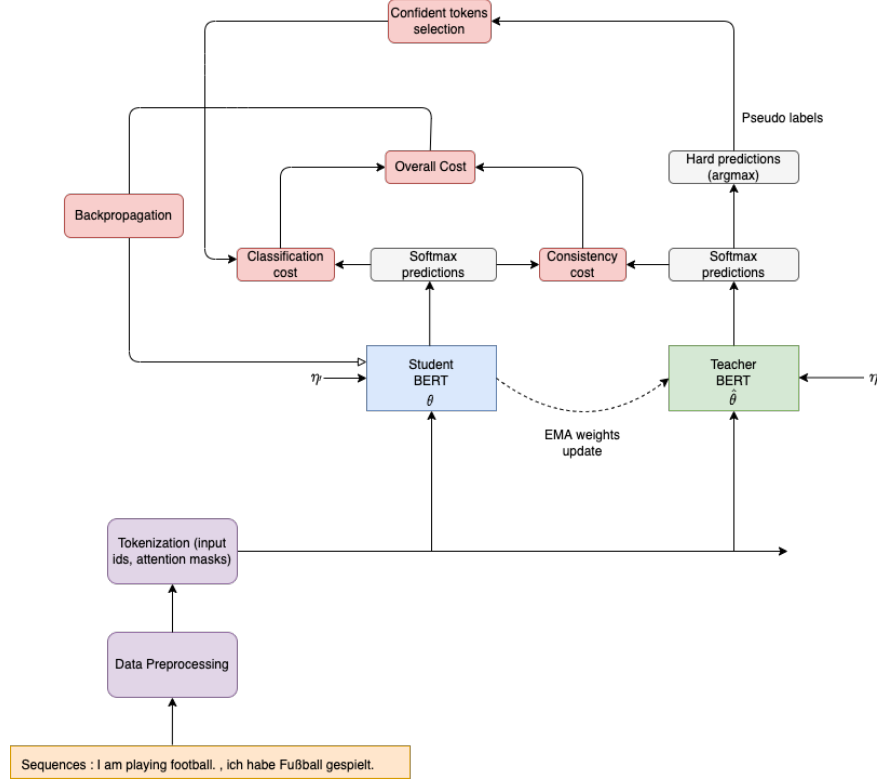 Confident tokens
selection
Pseudo labels
Overall Cost
Hard predictions
(argmax)
Backpropagation
Classification
cost
Softmax
predictions
Consistency
cost
Softmax
predictions
Student
BERT
θ
η'
Teacher
BERT
θ̂
η
EMA weights
update
Tokenization (input
ids, attention masks)
Data Preprocessing
Sequences : I am playing football. , ich habe Fußball gespielt.